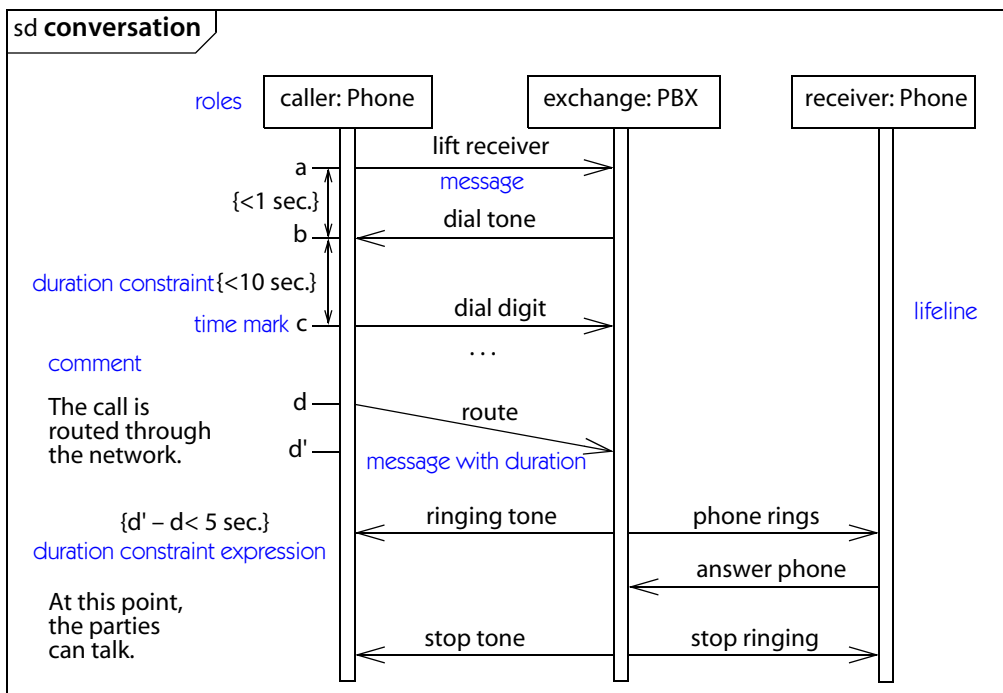 sd conversation
roles
caller: Phone
exchange: PBX
receiver: Phone
a
lift receiver
message
{<1 sec.}
b
dial tone
duration constraint
{<10 sec.}
time mark
c
dial digit
lifeline
. . .
comment
The call is
routed through
the network.
d
route
d'
message with duration
{d' – d< 5 sec.}
duration constraint expression
ringing tone
phone rings
answer phone
At this point,
the parties
can talk.
stop tone
stop ringing